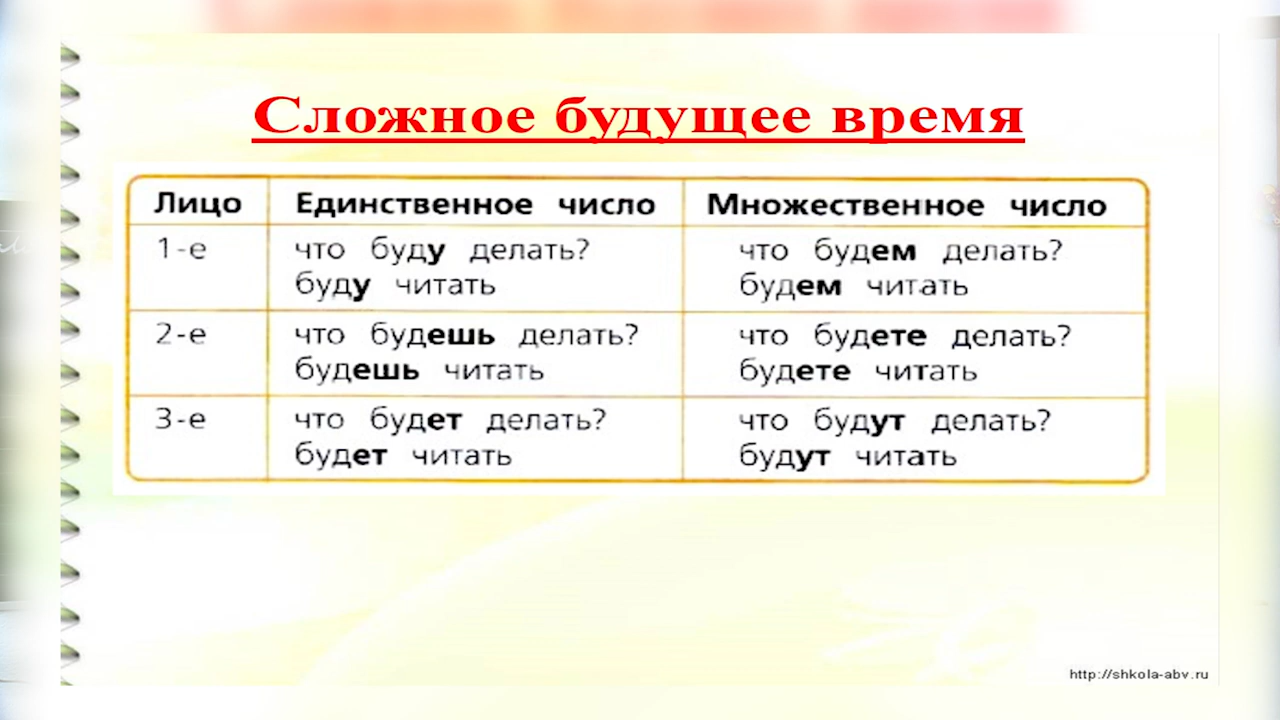 Сложное будущее время
Лицо Единственное число Множественное число
1-е что буду делать? что будем делать?
буду читать будем читать
2-е что будешь делать? что будете делать?
будешь читать будете читать
3-е что будет делать? что будут делать?
будет читать будут читать
http://shkola-abv.ru